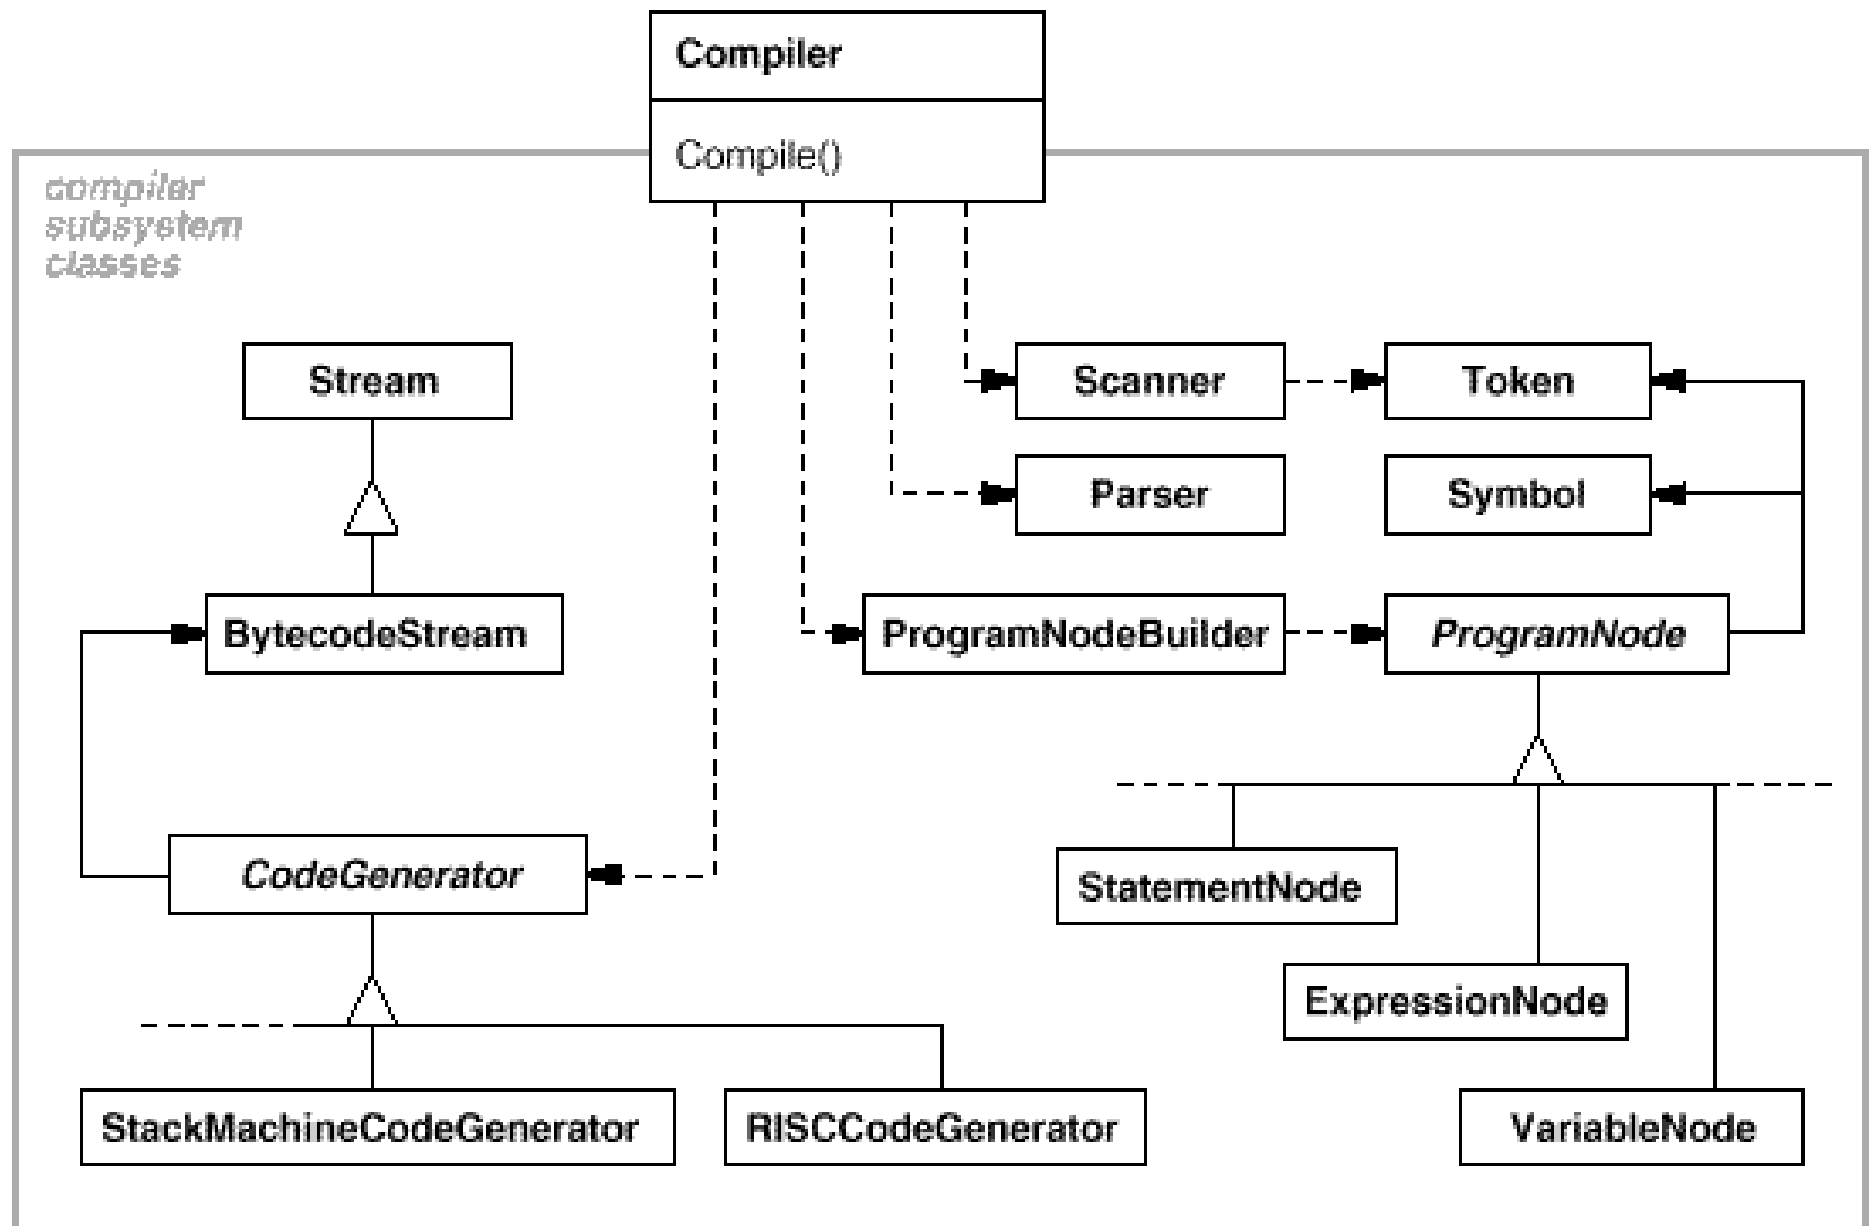 Compiler
Compile()
compiler
subsystem
classes
Stream
Scanner
Token
Parser
Symbol
BytecodeStream
ProgramNodeBuilder
ProgramNode
CodeGenerator
StatementNode
ExpressionNode
StackMachineCodeGenerator
RISCCodeGenerator
VariableNode